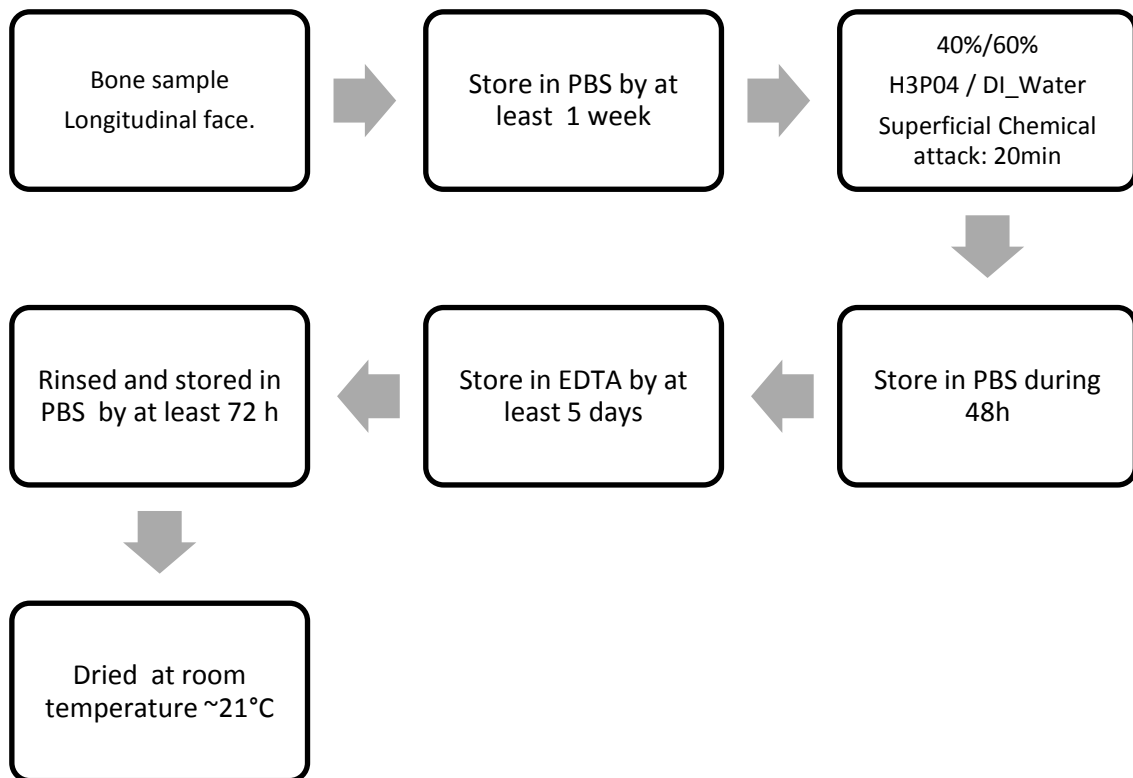 Bone sample
Longitudinal face.
Store in PBS by at
least 1 week
40%/60%
H3P04 / DI_Water
Superficial Chemical
attack: 20min
Store in PBS during
48h
Store in EDTA by at
least 5 days
Rinsed and stored in
PBS by at least 72 h
Dried at room
temperature ~21°C